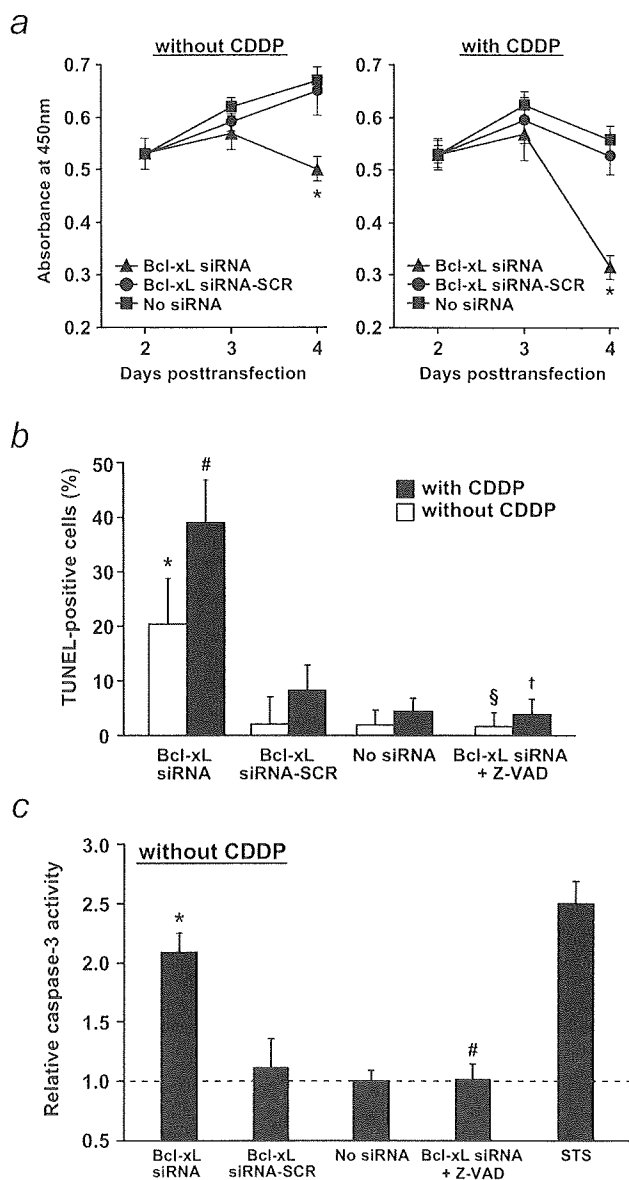 a
without CDDP
with CDDP
Absorbance at 450nm
0.7
0.6
0.5
0.4
0.3
0.2
*
Bcl-xL siRNA
Bcl-xL siRNA-SCR
No siRNA
2 3 4
Days posttransfection
0.7
0.6
0.5
0.4
0.3
0.2
*
Bcl-xL siRNA
Bcl-xL siRNA-SCR
No siRNA
2 3 4
Days posttransfection
b
TUNEL-positive cells (%)
50
40
30
20
10
0
* #
with CDDP
without CDDP
§ †
Bcl-xL siRNA
Bcl-xL siRNA-SCR
No siRNA
Bcl-xL siRNA + Z-VAD
c
without CDDP
Relative caspase-3 activity
3.0
2.5
2.0
1.5
1.0
0.5
*
#
Bcl-xL siRNA
Bcl-xL siRNA-SCR
No siRNA
Bcl-xL siRNA + Z-VAD
STS